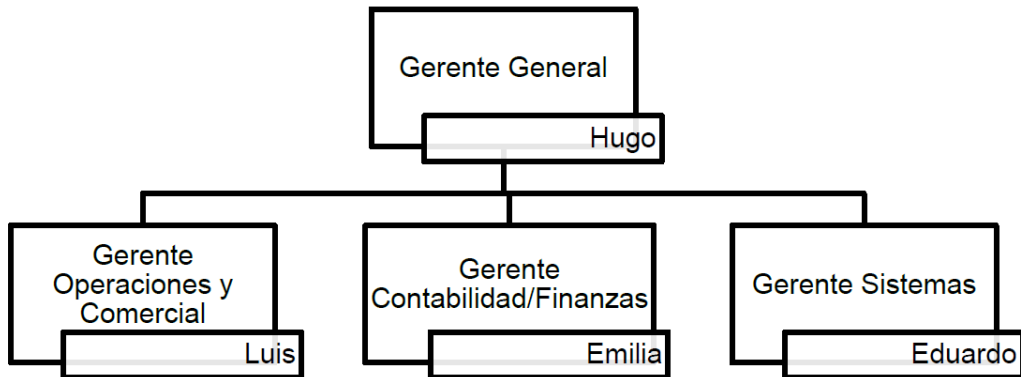 Gerente General
Hugo
Gerente
Operaciones y
Comercial
Luis
Gerente
Contabilidad/Finanzas
Emilia
Gerente Sistemas
Eduardo